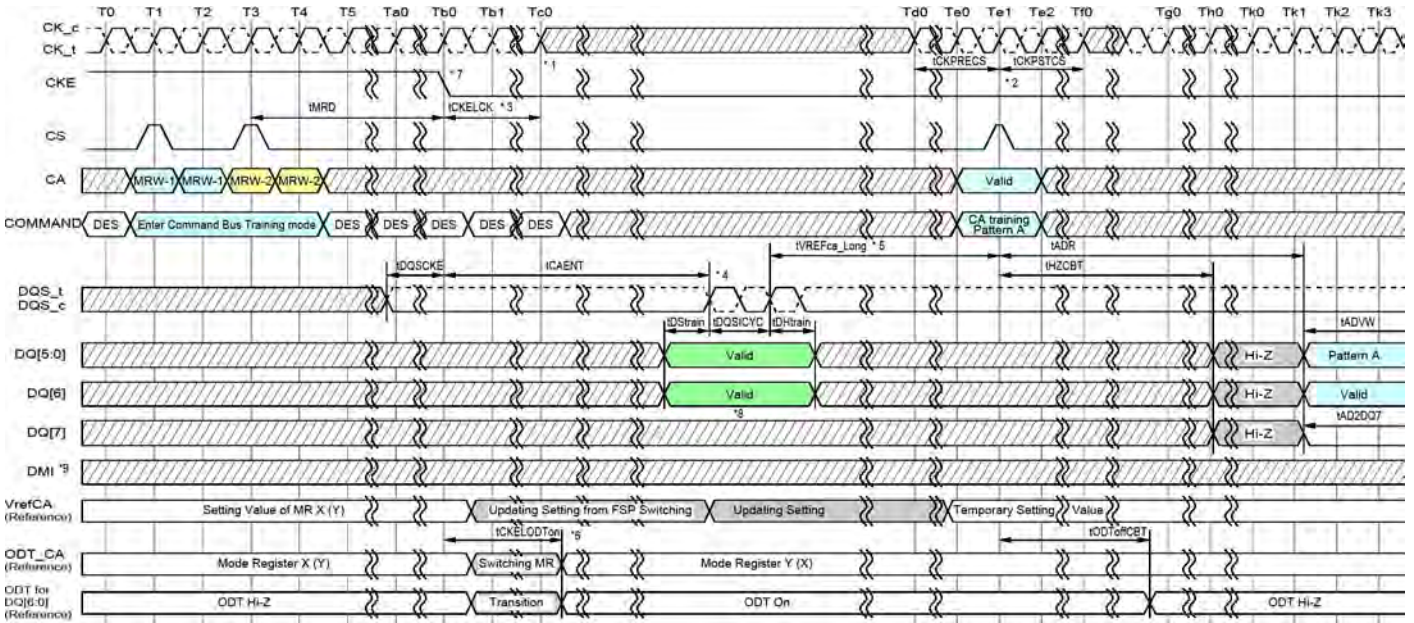 T0 T1 T2 T3 T4 T5 Ta0 Tb0 Tb1 Tc0 Td0 Te0 Te1 Te2 Tf0 Tg0 Th0 Tk0 Tk1 Tk2 Tk3
CK_c
CK_t
*1 tCKPRECS tCKPSTCS
CKE *7 *2
tMRD tCKELCK *3
CS
CA MRW-1 MRW-1 MRW-2 MRW-2 Valid
COMMAND DES Enter Command Bus Training mode DES DES DES DES DES CA training
Pattern A
tVREFca_Long *5 tADR
tDQSCKE tCAENT tHZCBT
DQS_t *4
DQS_c
tDStrain tDQSICYC tDHtrain tADVW
DQ[5:0] Valid Hi-Z Pattern A
DQ[6] Valid Hi-Z Valid
*8 tAD2DQ7
DQ[7] Hi-Z
DMI *9
VrefCA
(Reference) Setting Value of MR X (Y) Updating Setting from FSP Switching Updating Setting Temporary Setting Value
tCKELODTon *6 tODToffCBT
ODT_CA
(Reference) Mode Register X (Y) Switching MR Mode Register Y (X)
ODT for
DQ[6:0]
(Reference) ODT Hi-Z Transition ODT On ODT Hi-Z